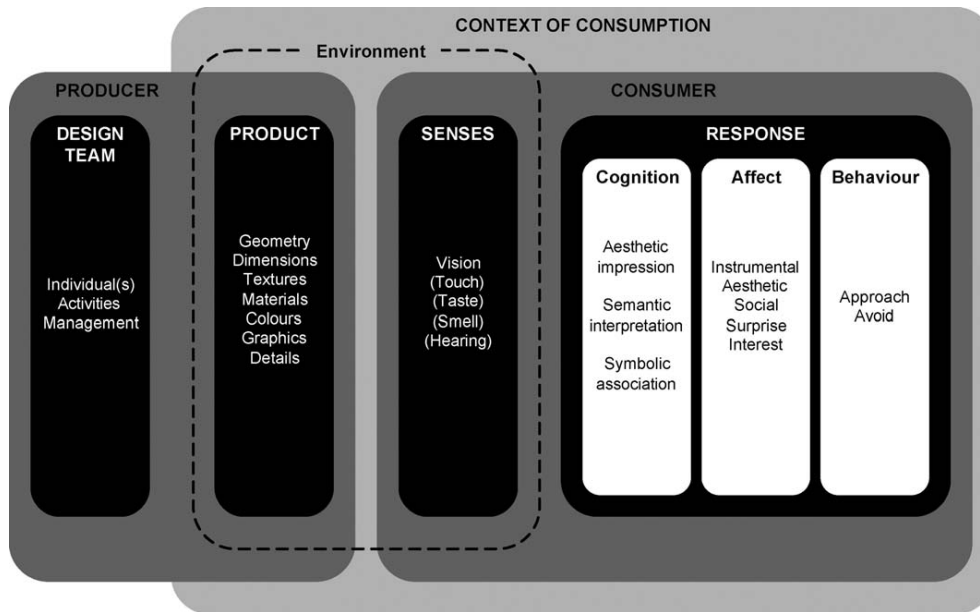 CONTEXT OF CONSUMPTION
Environment
PRODUCER
CONSUMER
DESIGN
TEAM
Individual(s)
Activities
Management
PRODUCT
Geometry
Dimensions
Textures
Materials
Colours
Graphics
Details
SENSES
Vision
(Touch)
(Taste)
(Smell)
(Hearing)
RESPONSE
Cognition
Aesthetic
impression
Semantic
interpretation
Symbolic
association
Affect
Instrumental
Aesthetic
Social
Surprise
Interest
Behaviour
Approach
Avoid